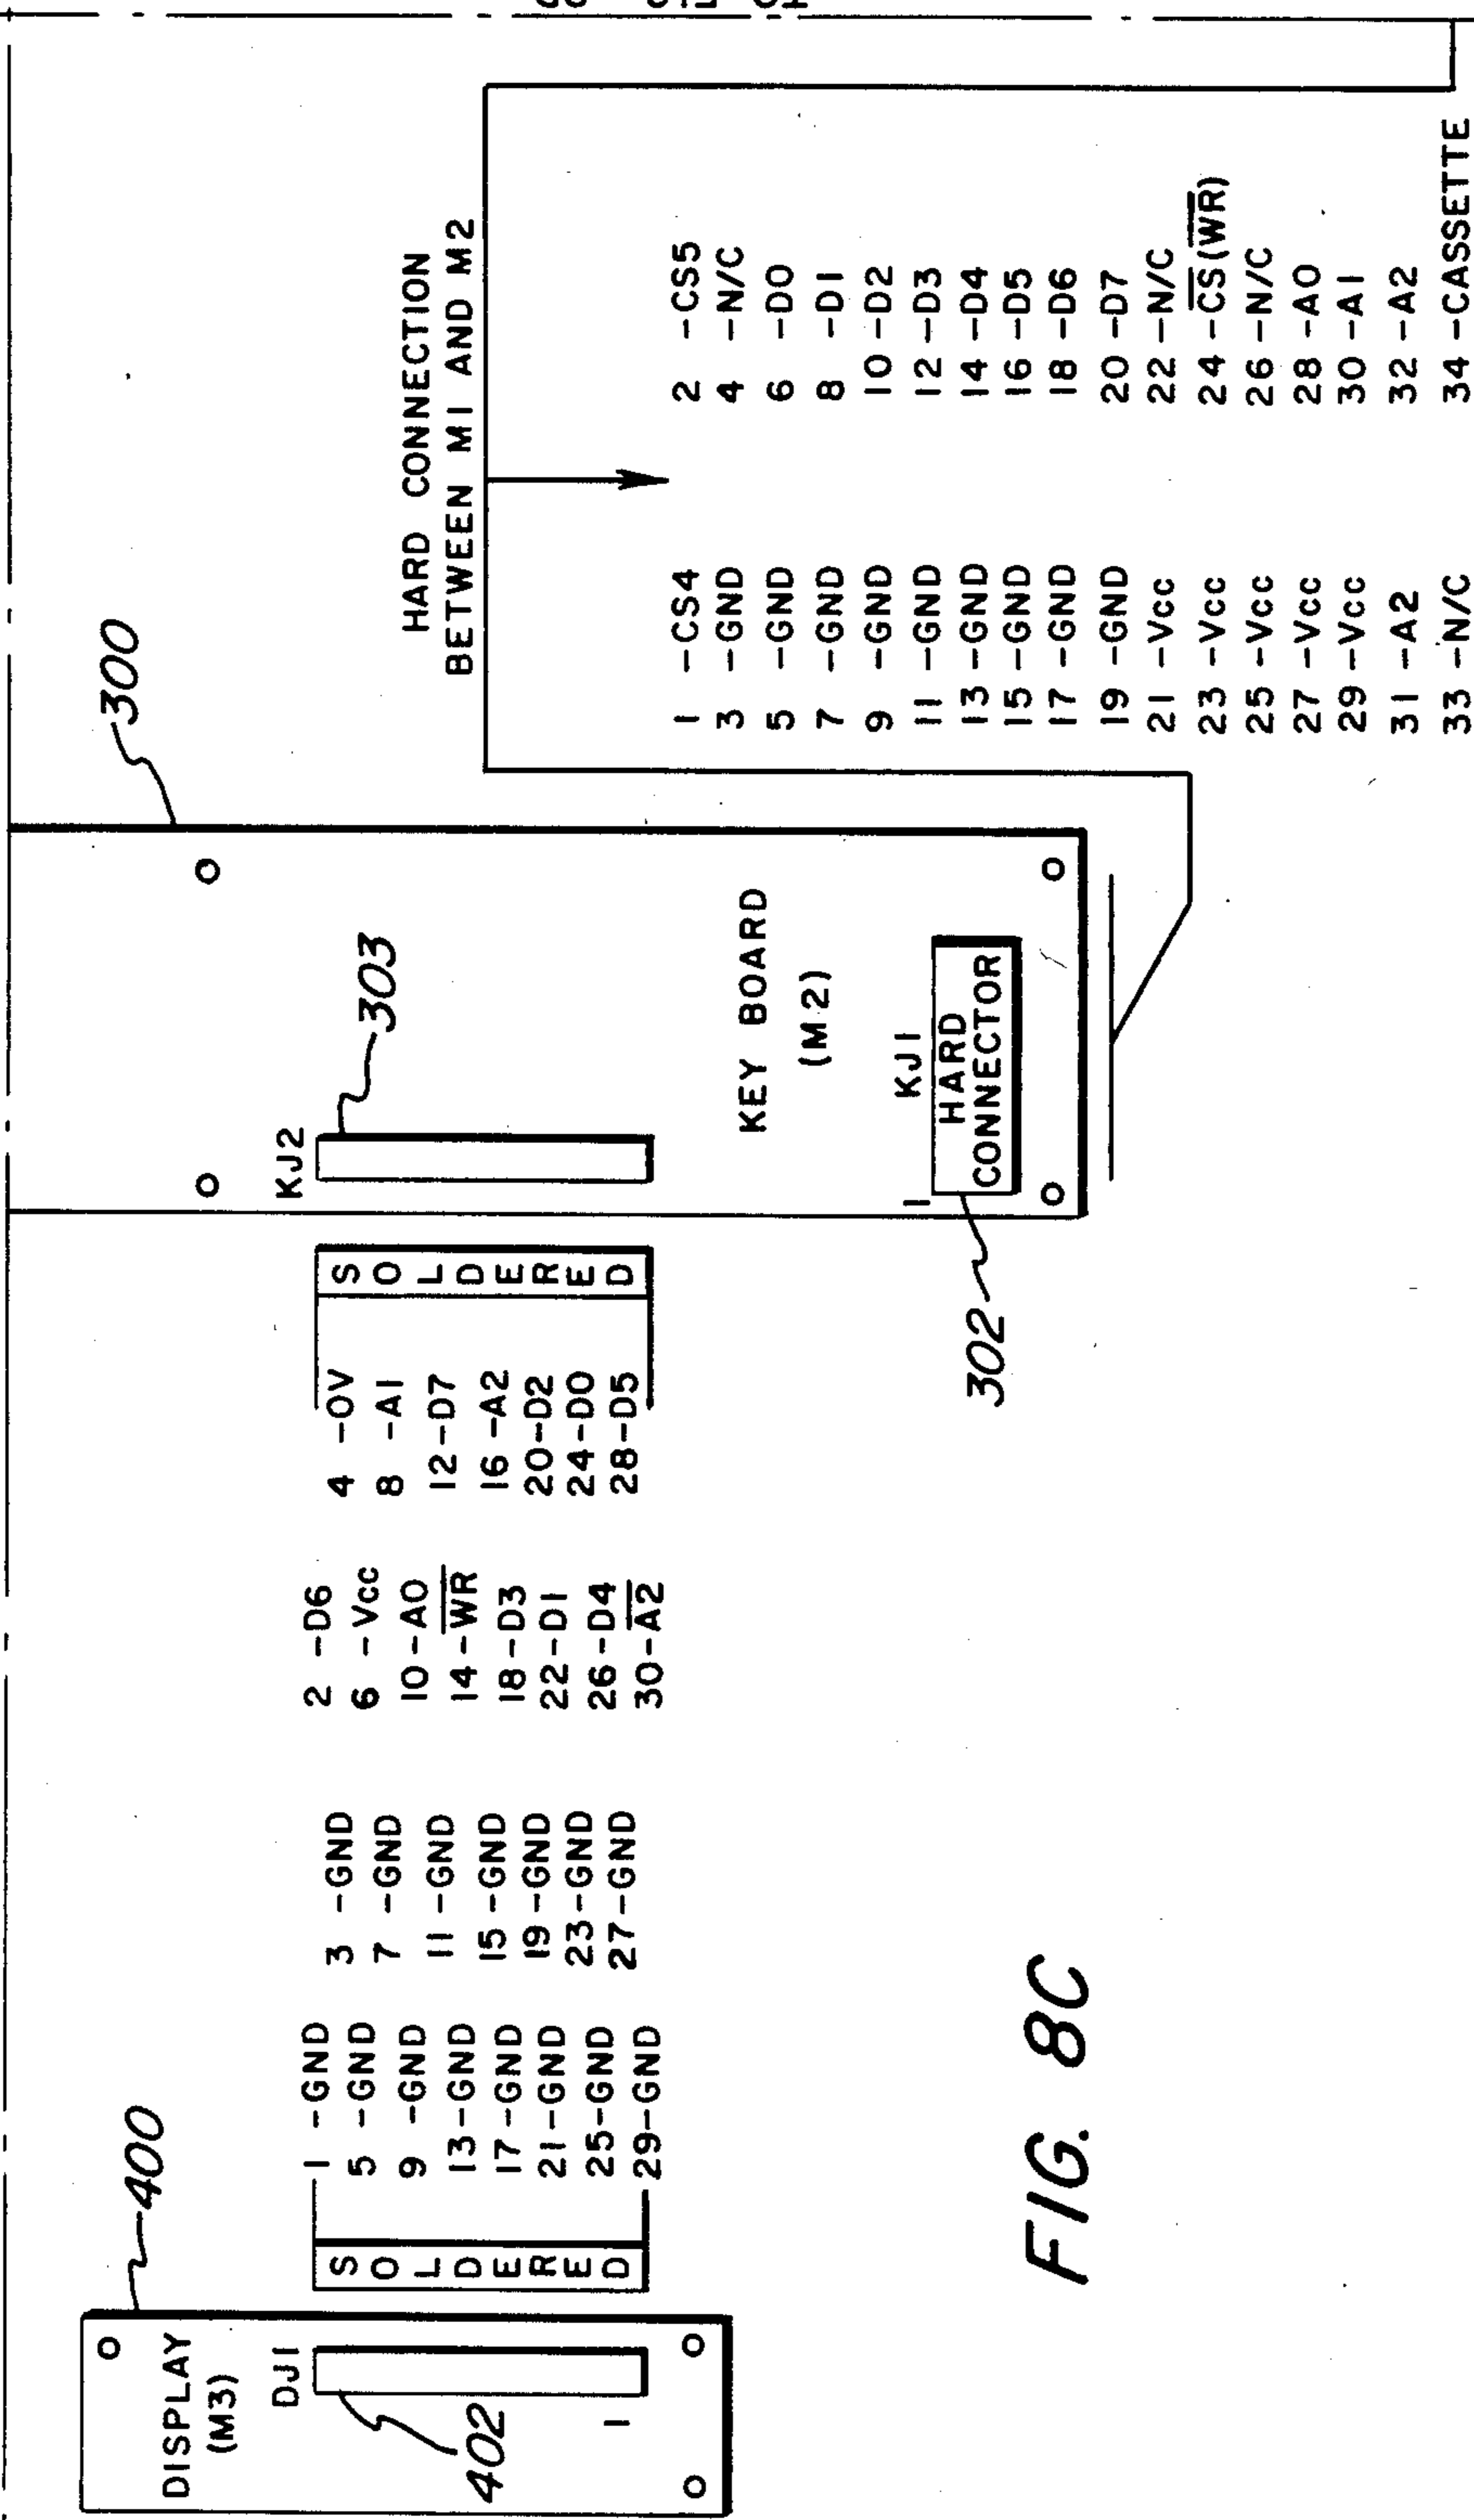 400
DISPLAY
(M3)
DJ1
402
1
SOLDERED
1 -GND
5 -GND
9 -GND
13-GND
17-GND
21-GND
25-GND
29-GND
3 -GND
7 -GND
11 -GND
15-GND
19-GND
23-GND
27-GND
2 -D6
6 -Vcc
10-A0
14-W̅R̅
18-D3
22-D1
26-D4
30-A̅2̅
4 -0V
8 -A1
12-D7
16-A2
20-D2
24-D0
28-D5
SOLDERED
300
KJ2
303
KEY BOARD
(M2)
KJ1
1
HARD
CONNECTOR
302
HARD CONNECTION
BETWEEN M1 AND M2
1 -CS4
3 -GND
5 -GND
7 -GND
9 -GND
11 -GND
13 -GND
15 -GND
17 -GND
19 -GND
21 -Vcc
23 -Vcc
25 -Vcc
27 -Vcc
29 -Vcc
31 -A2
33 -N/C
2 -CS5
4 -N/C
6 -D0
8 -D1
10-D2
12-D3
14-D4
16-D5
18-D6
20-D7
22-N/C
24-C̅S̅(W̅R̅)
26-N/C
28-A0
30-A1
32-A2
34-CASSETTE
FIG. 8C